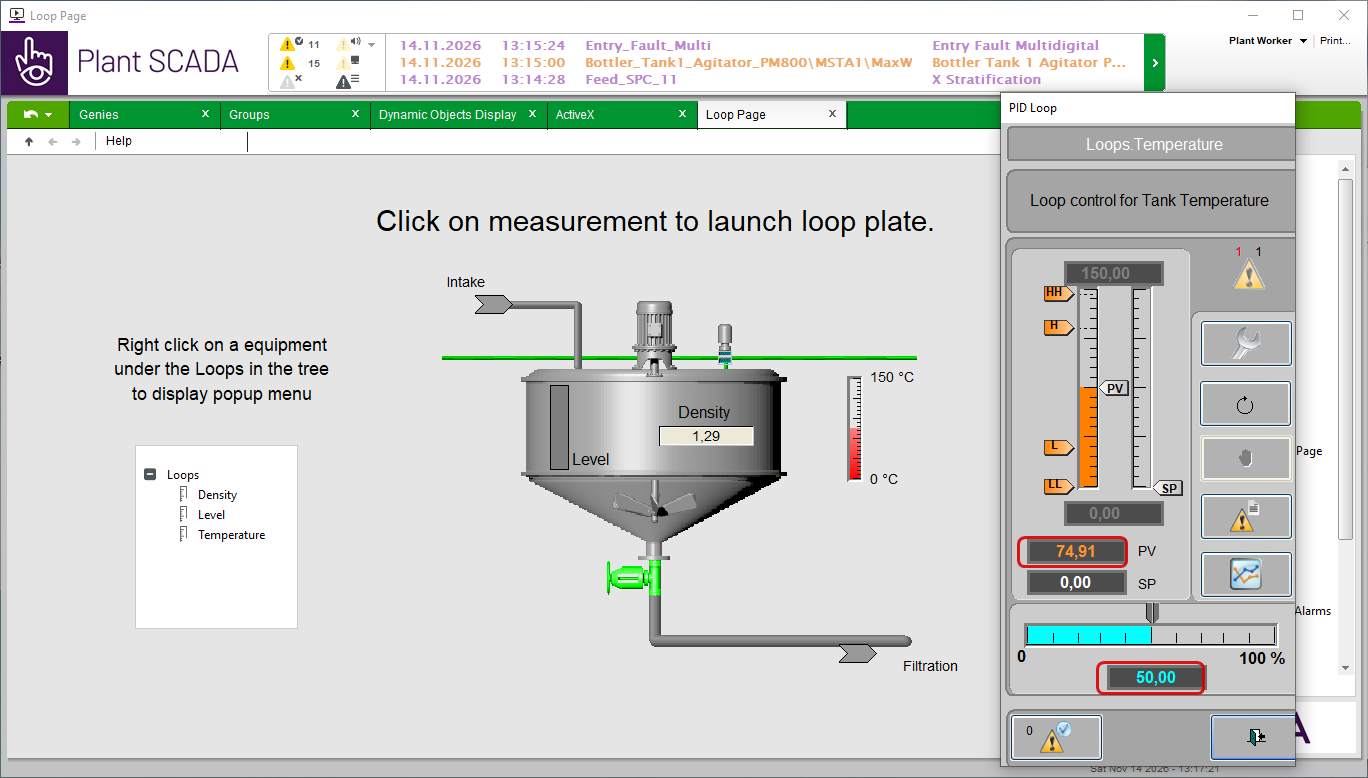 Loop Page
Plant SCADA
11
15
14.11.2026 13:15:24 Entry_Fault_Multi Entry Fault Multidigital
14.11.2026 13:15:00 Bottler_Tank1_Agitator_PM800\MSTA1\MaxW Bottler Tank 1 Agitator P...
14.11.2026 13:14:28 Feed_SPC_11 X Stratification
Plant Worker Print...
Genies X Groups X Dynamic Objects Display X ActiveX X Loop Page X
Help
Click on measurement to launch loop plate.
Intake
Right click on a equipment
under the Loops in the tree
to display popup menu
Loops
Density
Level
Temperature
Density
1,29
Level
150 °C
0 °C
Filtration
PID Loop
Loops.Temperature
Loop control for Tank Temperature
1 1
150,00
HH
H
PV
L
LL
SP
0,00
74,91 PV
0,00 SP
0
100 %
50,00
0
Page
Alarms
A
Sat Nov 14 2026 - 13:17:21